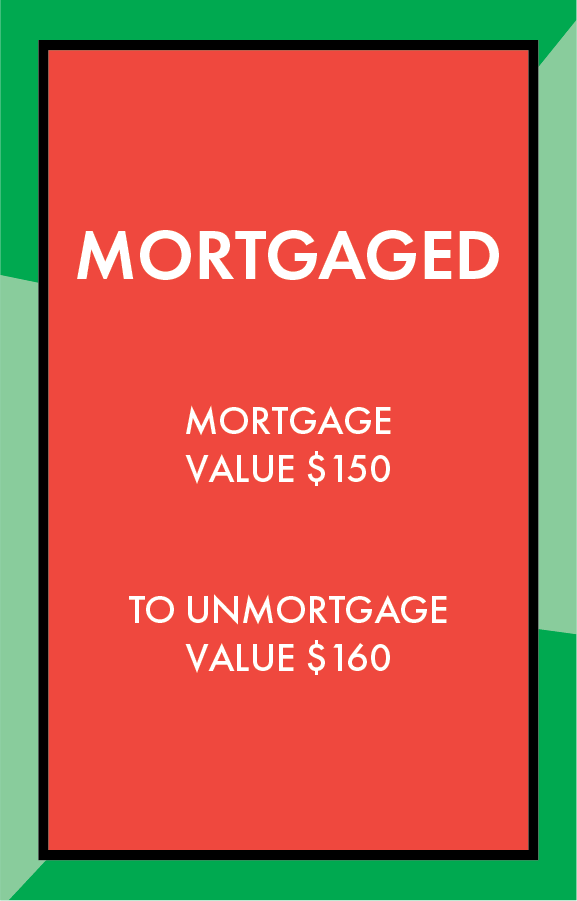 MORTGAGED
MORTGAGE
VALUE $150
TO UNMORTGAGE
VALUE $160